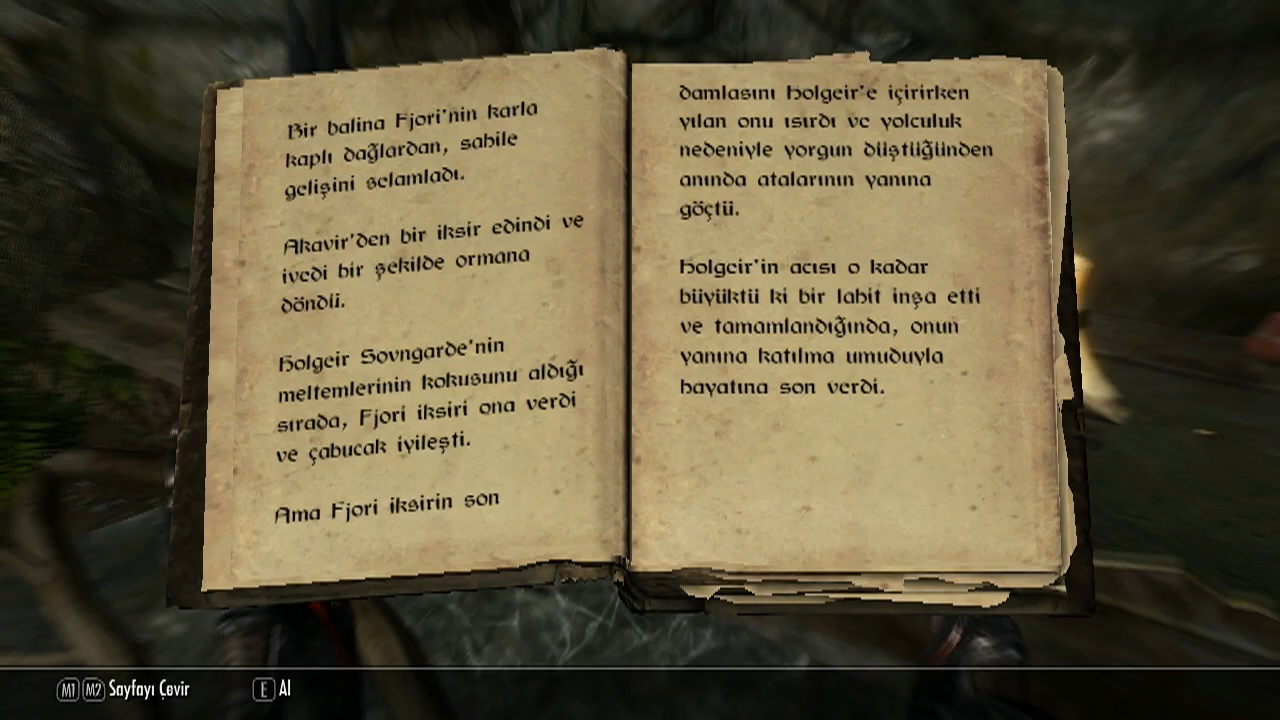 Bir balina Fjori'nin karla
kaplı dağlardan, sahile
gelişini selamladı.
Akavir'den bir iksir edindi ve
ivedi bir şekilde ormana
döndü.
Holgeir Sovngarde'nin
meltemlerinin kokusunu aldığı
sırada, Fjori iksiri ona verdi
ve çabucak iyileşti.
Ama Fjori iksirin son
damlasını Holgeir'e içirirken
yılan onu ısırdı ve yolculuk
nedeniyle yorgun düştüğünden
anında atalarının yanına
göçtü.
Holgeir'in acısı o kadar
büyüktü ki bir lahit inşa etti
ve tamamlandığında, onun
yanına katılma umuduyla
hayatına son verdi.
M1 M2 Sayfayı Çevir
E Al